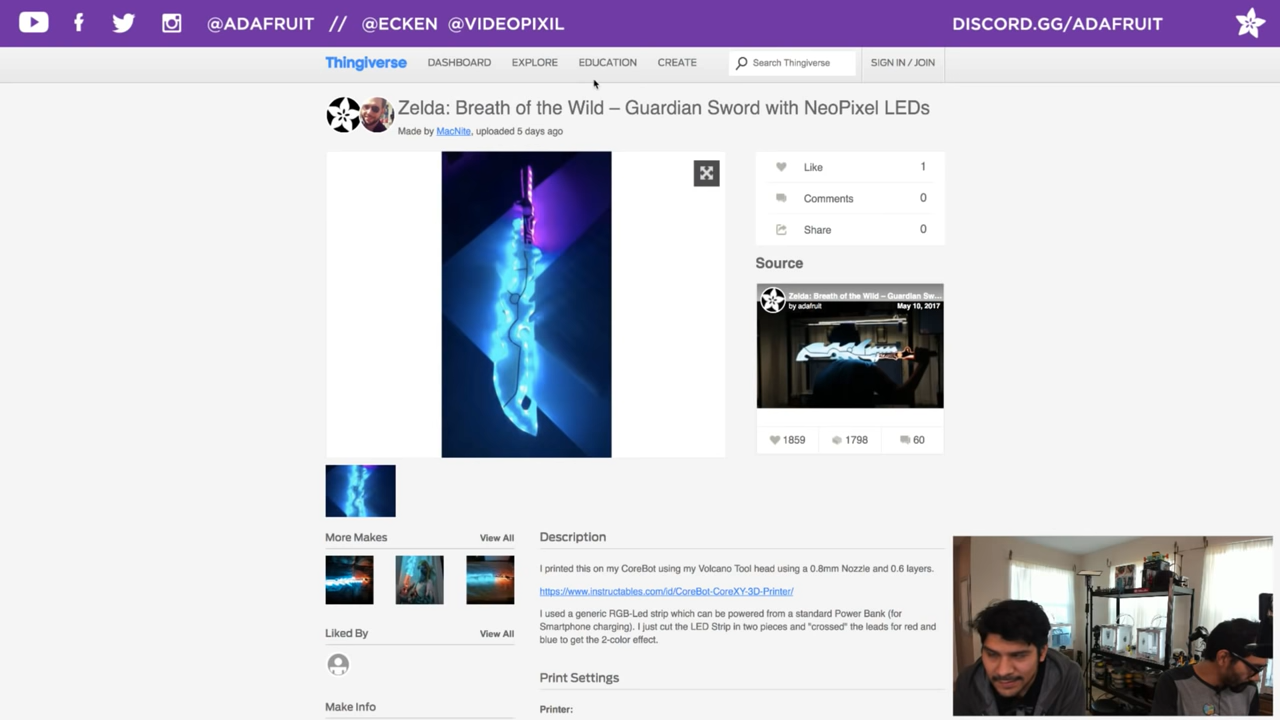 @ADAFRUIT // @ECKEN @VIDEOPIXIL
DISCORD.GG/ADAFRUIT
Thingiverse
DASHBOARD
EXPLORE
EDUCATION
CREATE
Search Thingiverse
SIGN IN / JOIN
Zelda: Breath of the Wild – Guardian Sword with NeoPixel LEDs
Made by MacNite, uploaded 5 days ago
Like 1
Comments 0
Share 0
Source
Zelda: Breath of the Wild – Guardian Sw...
by adafruit
May 10, 2017
1859
1798
60
More Makes
View All
Liked By
View All
Make Info
Description
I printed this on my CoreBot using my Volcano Tool head using a 0.8mm Nozzle and 0.6 layers.
https://www.instructables.com/id/CoreBot-CoreXY-3D-Printer/
I used a generic RGB-Led strip which can be powered from a standard Power Bank (for
Smartphone charging). I just cut the LED Strip in two pieces and "crossed" the leads for red and
blue to get the 2-color effect.
Print Settings
Printer: